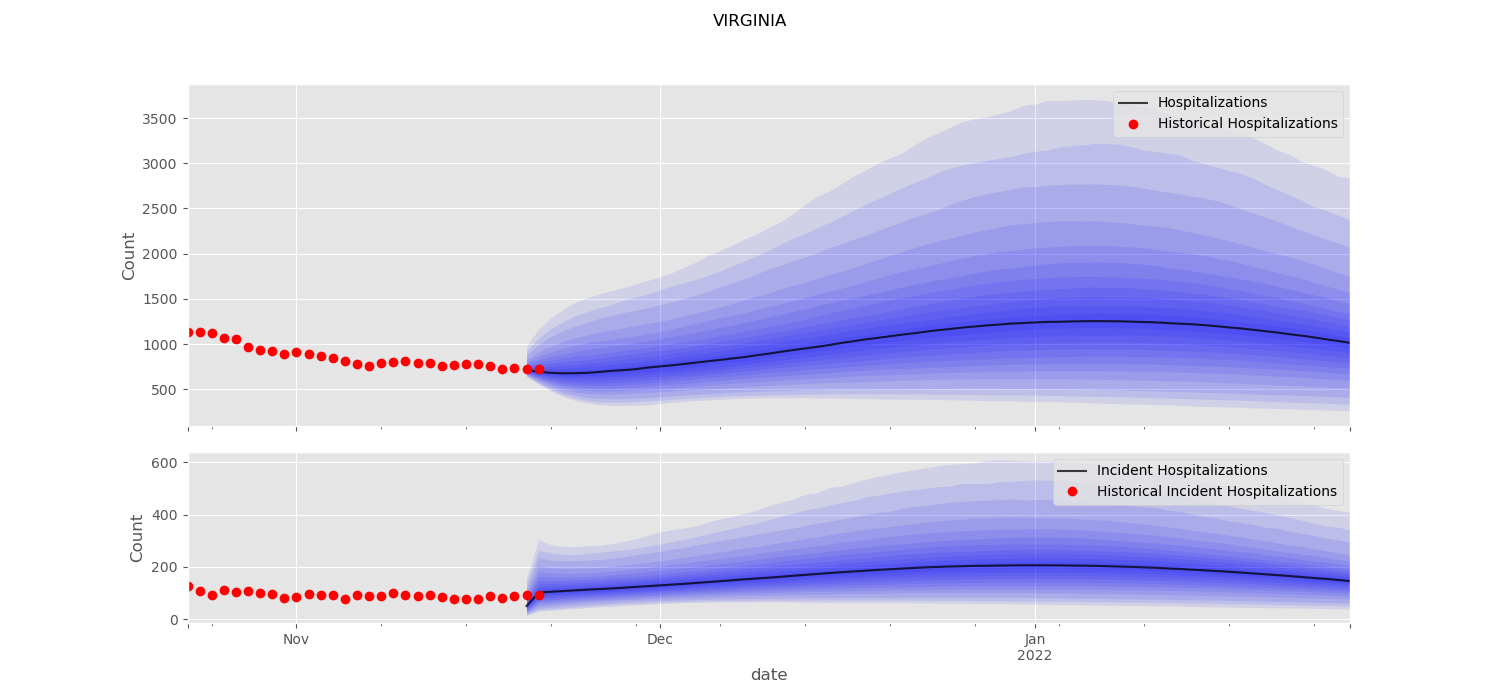 VIRGINIA
Hospitalizations
Historical Hospitalizations
3500
3000
2500
2000
1500
1000
500
Count
Incident Hospitalizations
Historical Incident Hospitalizations
600
400
200
0
Count
Nov
Dec
Jan
2022
date